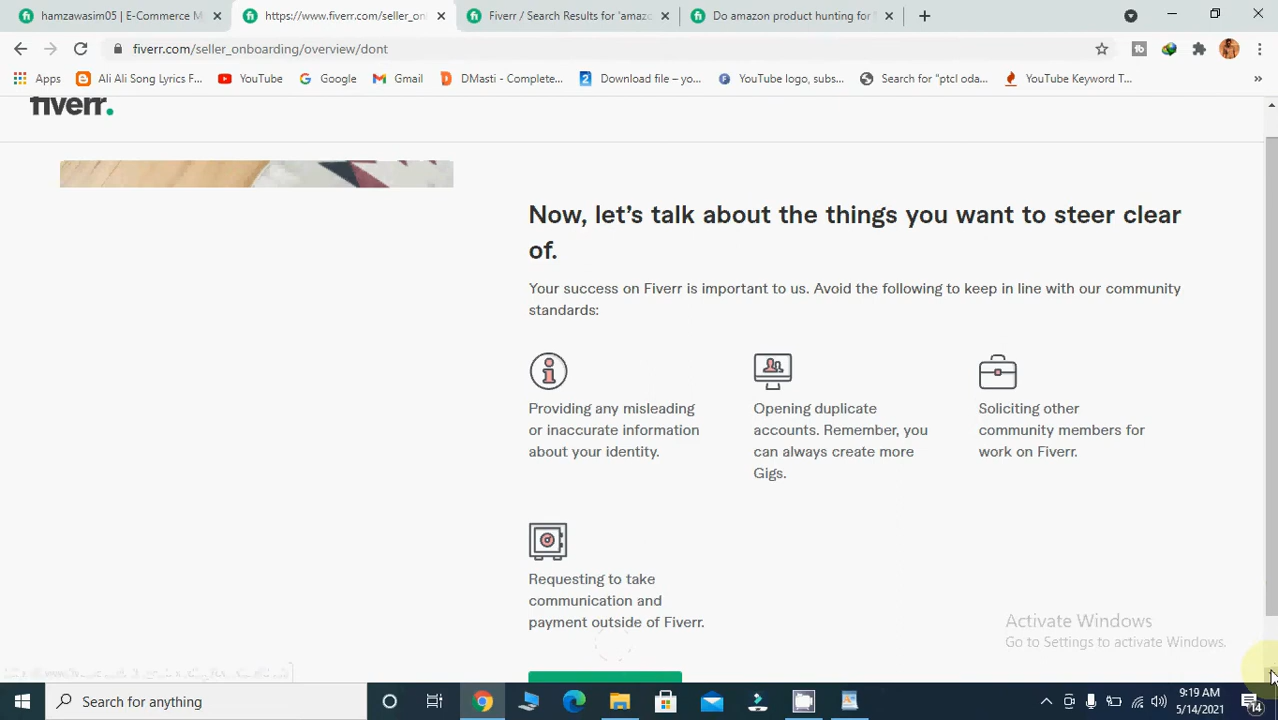 hamzawasim05 | E-Commerce M
https://www.fiverr.com/seller_onl
Fiverr / Search Results for 'amazo
Do amazon product hunting for f
fiverr.com/seller_onboarding/overview/dont
Apps
Ali Ali Song Lyrics F...
YouTube
Google
Gmail
DMasti - Complete...
Download file – yo...
YouTube logo, subs...
Search for "ptcl oda...
YouTube Keyword T...
»
fiverr.
Now, let's talk about the things you want to steer clear
of.
Your success on Fiverr is important to us. Avoid the following to keep in line with our community
standards:
Providing any misleading
or inaccurate information
about your identity.
Opening duplicate
accounts. Remember, you
can always create more
Gigs.
Soliciting other
community members for
work on Fiverr.
Requesting to take
communication and
payment outside of Fiverr.
Activate Windows
Go to Settings to activate Windows.
Search for anything
9:19 AM
5/14/2021
14